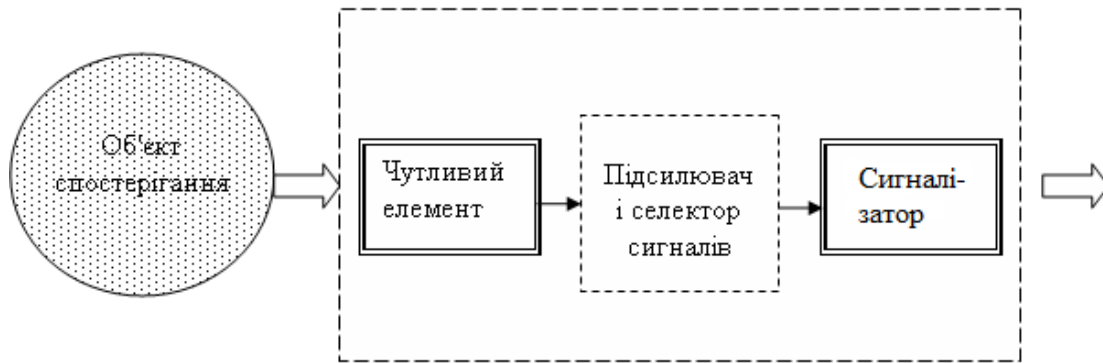 Об'єкт
спостерігання
Чутливий
елемент
Підсилювач
і селектор
сигналів
Сигналі-
затор